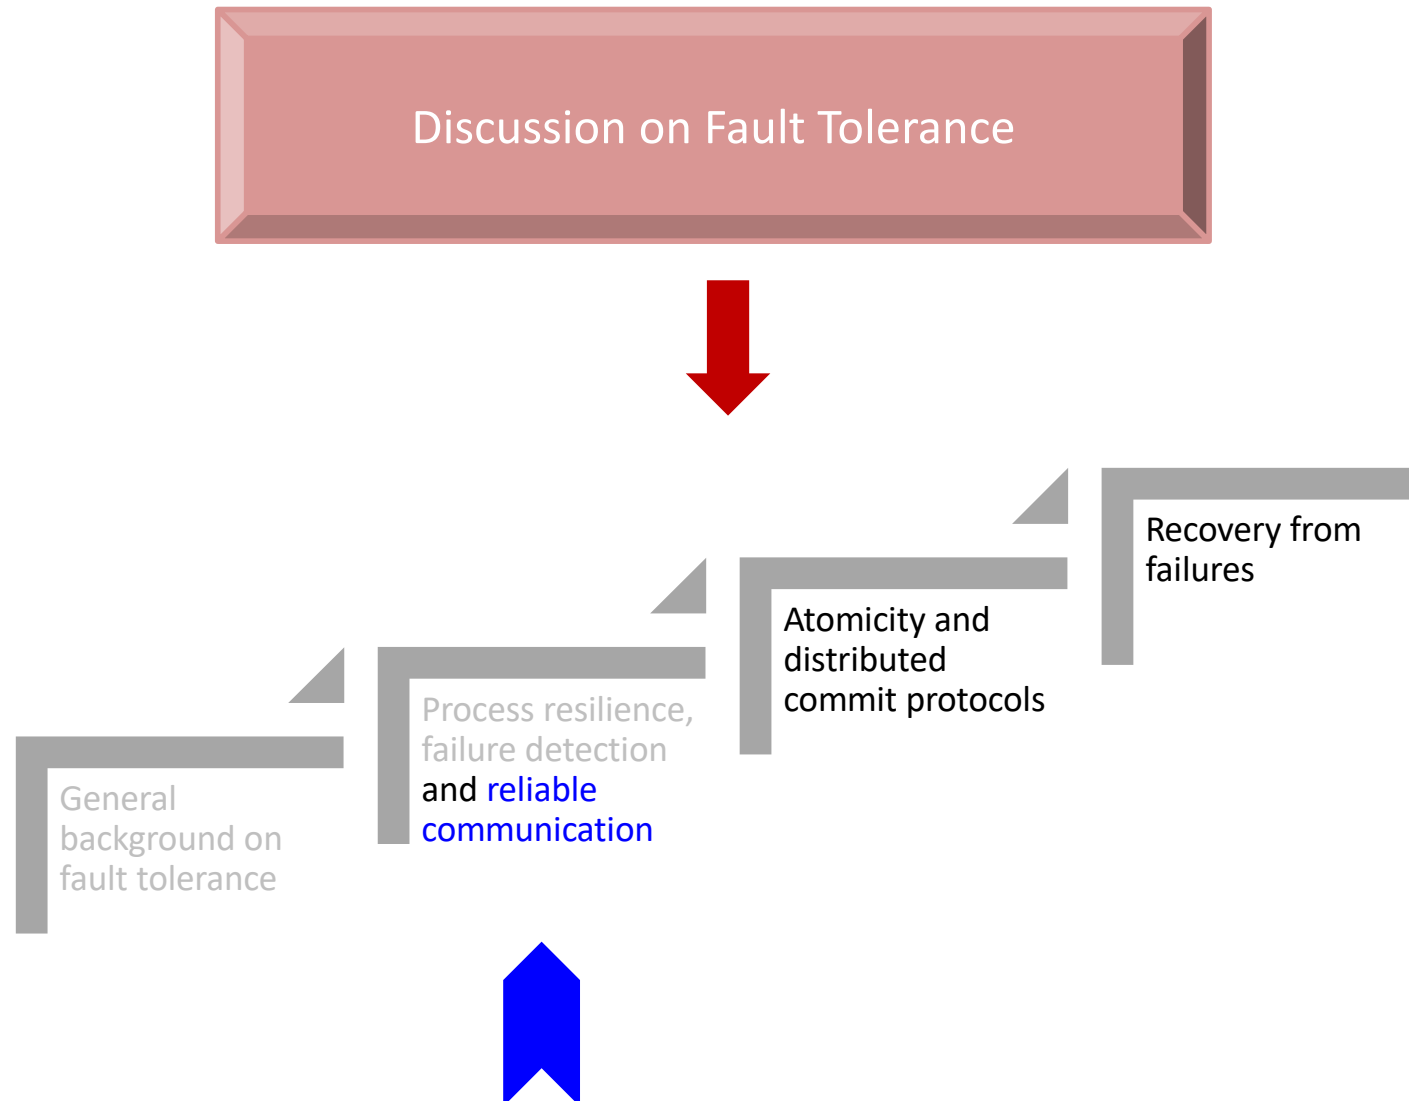 Discussion on Fault Tolerance
General
background on
fault tolerance
Process resilience,
failure detection
and reliable
communication
Atomicity and
distributed
commit protocols
Recovery from
failures